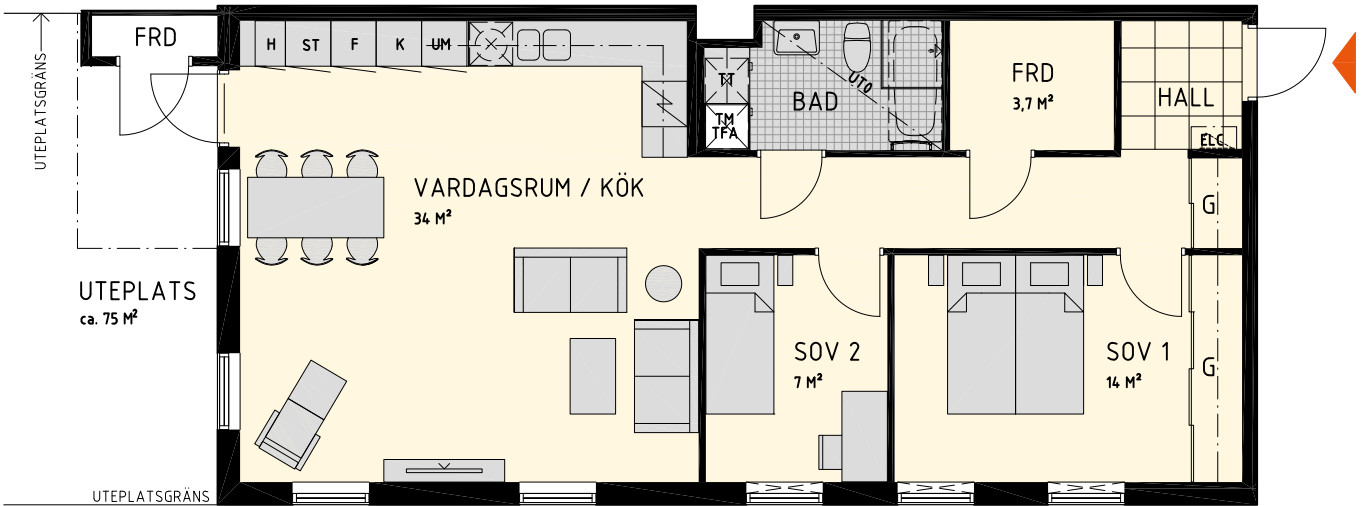 UTEPLATSGRÄNS
FRD
H ST F K UM
TT
TM
TFA
BAD
UTÖ
FRD
3,7 M²
HALL
ELC
VARDAGSRUM / KÖK
34 M²
G
UTEPLATS
ca. 75 M²
SOV 2
7 M²
SOV 1
14 M²
G
UTEPLATSGRÄNS